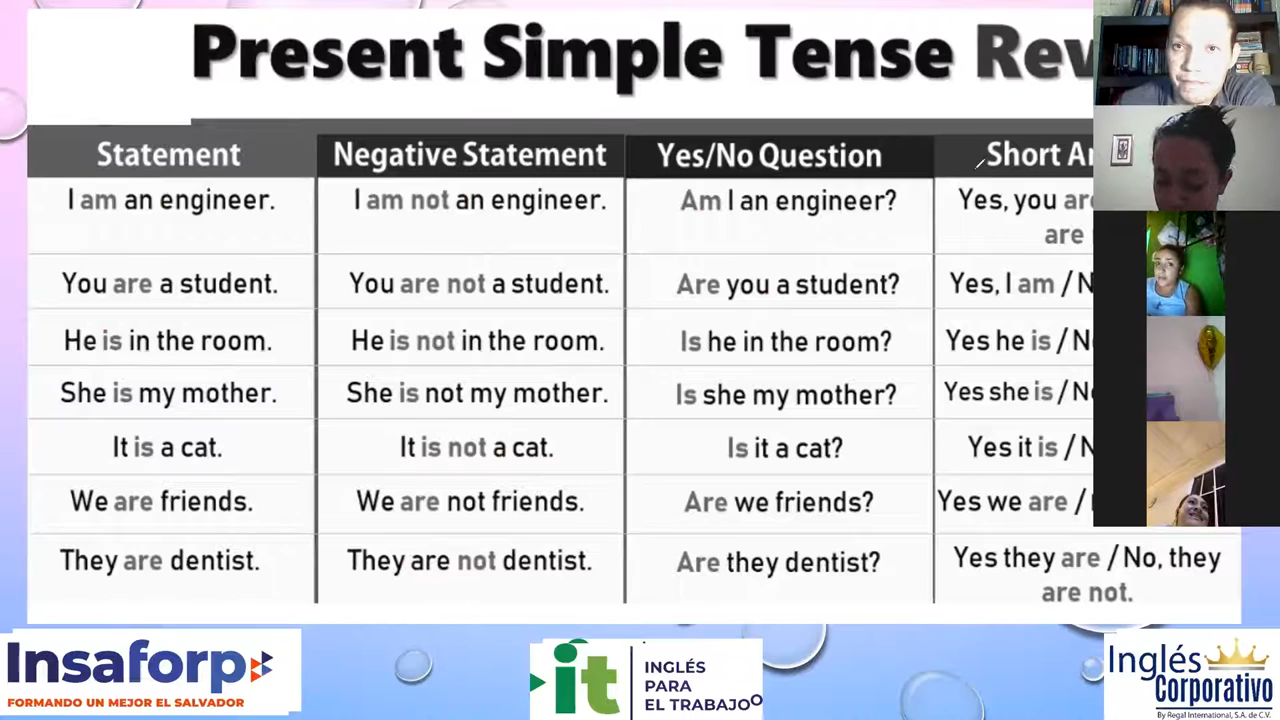 Present Simple Tense Rev
Statement Negative Statement Yes/No Question Short
I am an engineer. I am not an engineer. Am I an engineer? Yes, you are
are
You are a student. You are not a student. Are you a student? Yes, I am /
He is in the room. He is not in the room. Is he in the room? Yes he is /
She is my mother. She is not my mother. Is she my mother? Yes she is /
It is a cat. It is not a cat. Is it a cat? Yes it is /
We are friends. We are not friends. Are we friends? Yes we are /
They are dentist. They are not dentist. Are they dentist? Yes they are / No, they
are not.
Insaforp
FORMANDO UN MEJOR EL SALVADOR
it
INGLÉS
PARA
EL TRABAJO
Inglés
Corporativo
By Regal International, S.A. de C.V.